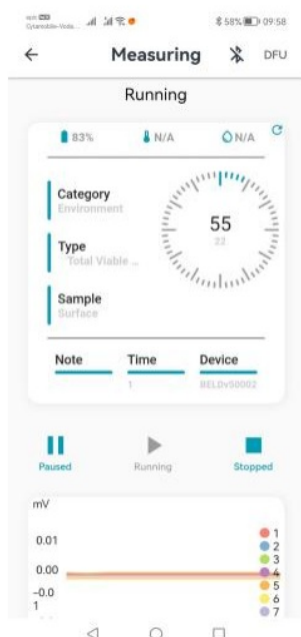 58% 09:58
Measuring DFU
Running
83% N/A N/A
Category
Environment
55
22
Type
Total Viable ...
Sample
Surface
Note Time Device
1 BELDv50002
Paused Running Stopped
mV
0.01
0.00
-0.0
1
1
2
3
4
5
6
7